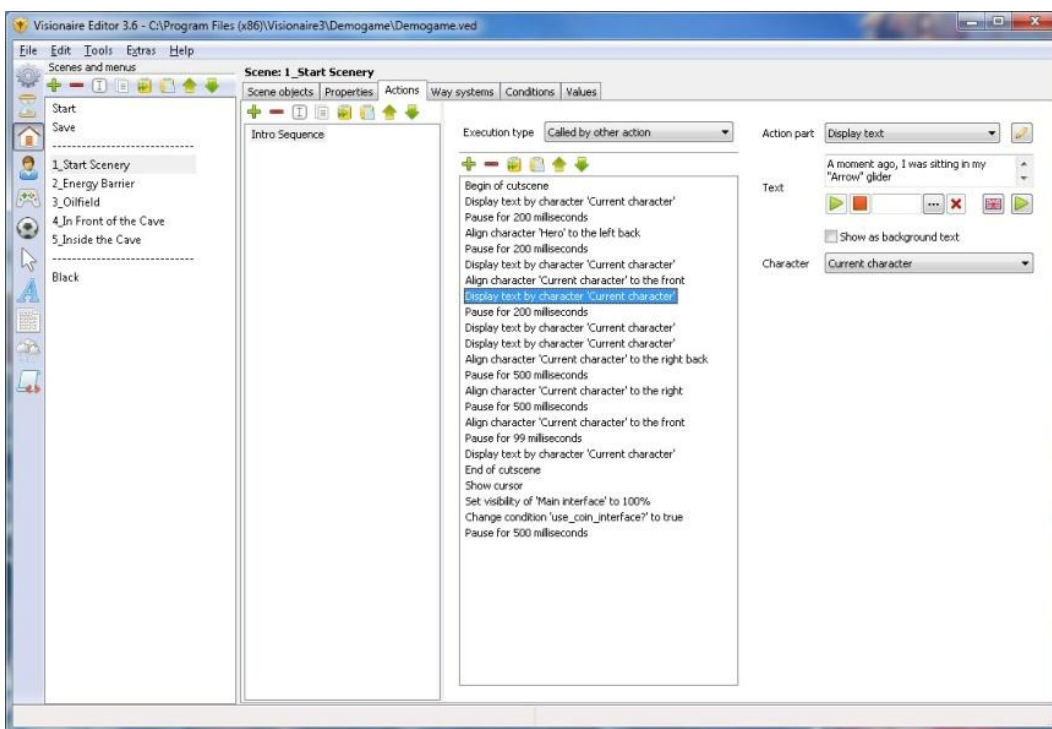 Visionaire Editor 3.6 - C:\Program Files (x86)\Visionaire3\Demogame\Demogame.ved
File Edit Tools Extras Help
Scenes and menus
Start
Save
----------------------------
1_Start Scenery
2_Energy Barrier
3_Oilfield
4_In Front of the Cave
5_Inside the Cave
----------------------------
Black
Scene: 1_Start Scenery
Scene objects Properties Actions Way systems Conditions Values
Intro Sequence
Execution type Called by other action
Begin of cutscene
Display text by character 'Current character'
Pause for 200 milliseconds
Align character 'Hero' to the left back
Pause for 200 milliseconds
Display text by character 'Current character'
Align character 'Current character' to the front
Display text by character 'Current character'
Pause for 200 milliseconds
Display text by character 'Current character'
Display text by character 'Current character'
Align character 'Current character' to the right back
Pause for 500 milliseconds
Align character 'Current character' to the right
Pause for 500 milliseconds
Align character 'Current character' to the front
Pause for 99 milliseconds
Display text by character 'Current character'
End of cutscene
Show cursor
Set visibility of 'Main interface' to 100%
Change condition 'use_coin_interface?' to true
Pause for 500 milliseconds
Action part Display text
Text
A moment ago, I was sitting in my
"Arrow" glider
...
Show as background text
Character Current character